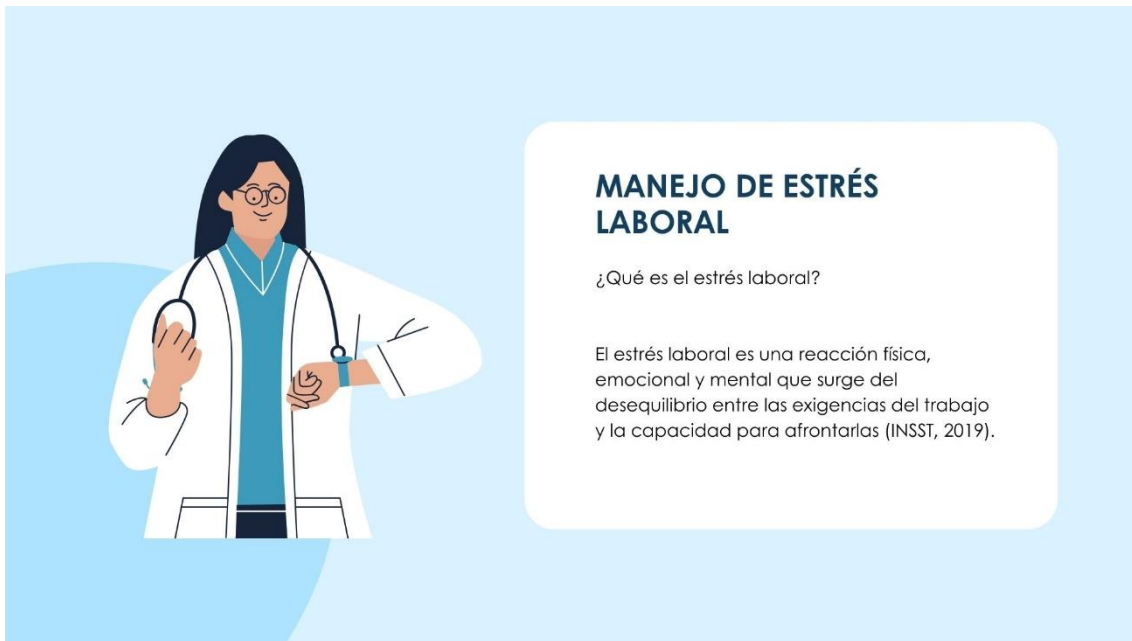 MANEJO DE ESTRÉS
LABORAL
¿Qué es el estrés laboral?
El estrés laboral es una reacción física,
emocional y mental que surge del
desequilibrio entre las exigencias del trabajo
y la capacidad para afrontarlas (INSST, 2019).